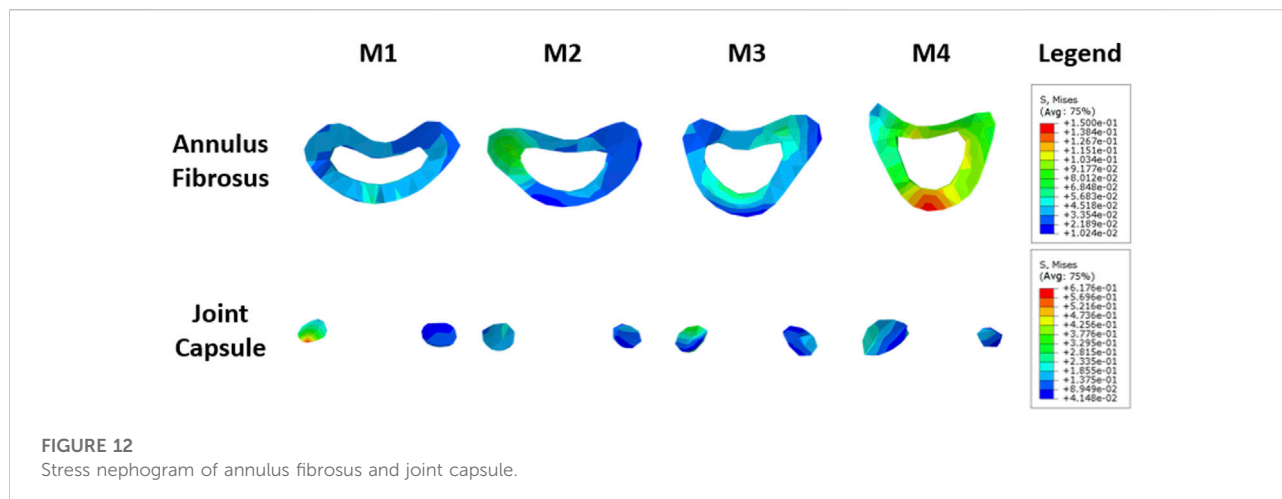 M1 M2 M3 M4 Legend
Annulus
Fibrosus
S, Mises
(Avg: 75%)
+1.500e-01
+1.384e-01
+1.267e-01
+1.151e-01
+1.034e-01
+9.177e-02
+8.012e-02
+6.848e-02
+5.683e-02
+4.518e-02
+3.354e-02
+2.189e-02
+1.024e-02
Joint
Capsule
S, Mises
(Avg: 75%)
+6.176e-01
+5.696e-01
+5.216e-01
+4.736e-01
+4.256e-01
+3.776e-01
+3.295e-01
+2.815e-01
+2.335e-01
+1.855e-01
+1.375e-01
+8.949e-02
+4.148e-02
FIGURE 12
Stress nephogram of annulus fibrosus and joint capsule.